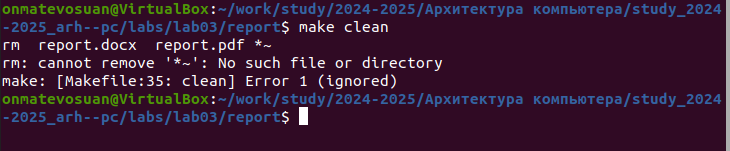 onmatevosuan@VirtualBox:~/work/study/2024-2025/Архитектура компьютера/study_2024
-2025_arh--pc/labs/lab03/report$ make clean
rm  report.docx  report.pdf *~
rm: cannot remove '*~': No such file or directory
make: [Makefile:35: clean] Error 1 (ignored)
onmatevosuan@VirtualBox:~/work/study/2024-2025/Архитектура компьютера/study_2024
-2025_arh--pc/labs/lab03/report$